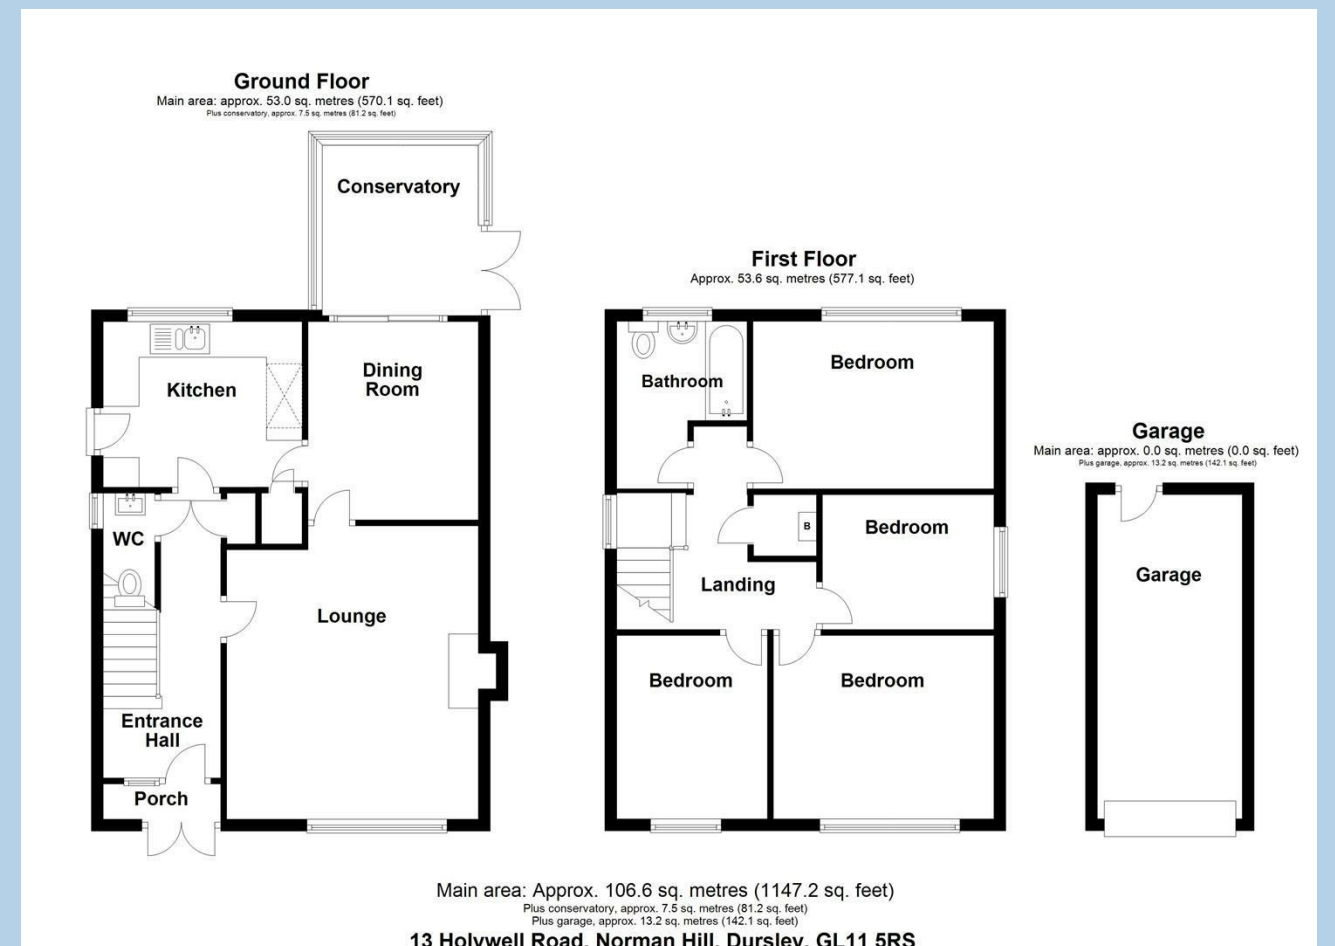 Ground Floor
Main area: approx. 53.0 sq. metres (570.1 sq. feet)
Plus conservatory, approx. 7.5 sq. metres (81.2 sq. feet)
Conservatory
Kitchen
Dining
Room
WC
Lounge
Entrance
Hall
Porch
First Floor
Approx. 53.6 sq. metres (577.1 sq. feet)
Bathroom
Bedroom
B
Bedroom
Landing
Bedroom
Bedroom
Garage
Main area: approx. 0.0 sq. metres (0.0 sq. feet)
Plus garage, approx. 13.2 sq. metres (142.1 sq. feet)
Garage
Main area: Approx. 106.6 sq. metres (1147.2 sq. feet)
Plus conservatory, approx. 7.5 sq. metres (81.2 sq. feet)
Plus garage, approx. 13.2 sq. metres (142.1 sq. feet)
13 Holywell Road, Norman Hill, Dursley, GL11 5RS